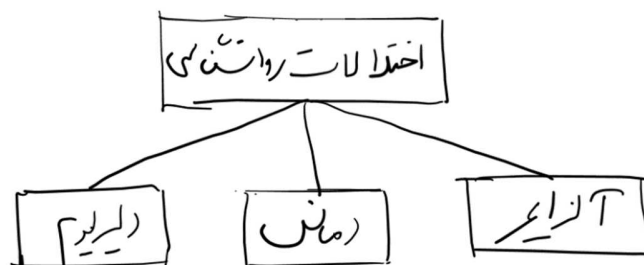 اختلالات روانشناسی
آلزایمر
دمانس
دلیریوم